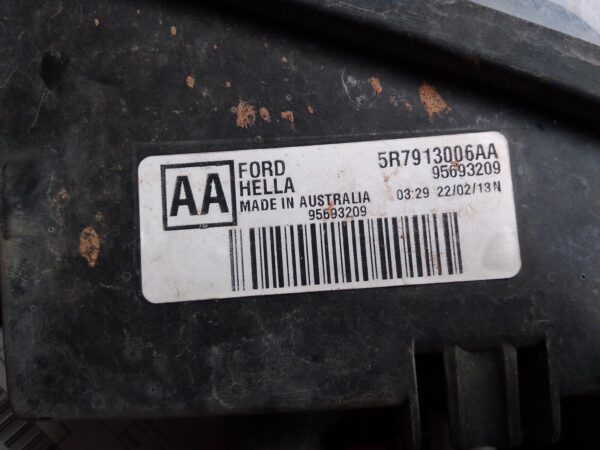 AA
FORD
HELLA
MADE IN AUSTRALIA
95693209
5R7913006AA
95693209
03:29 22/02/13N